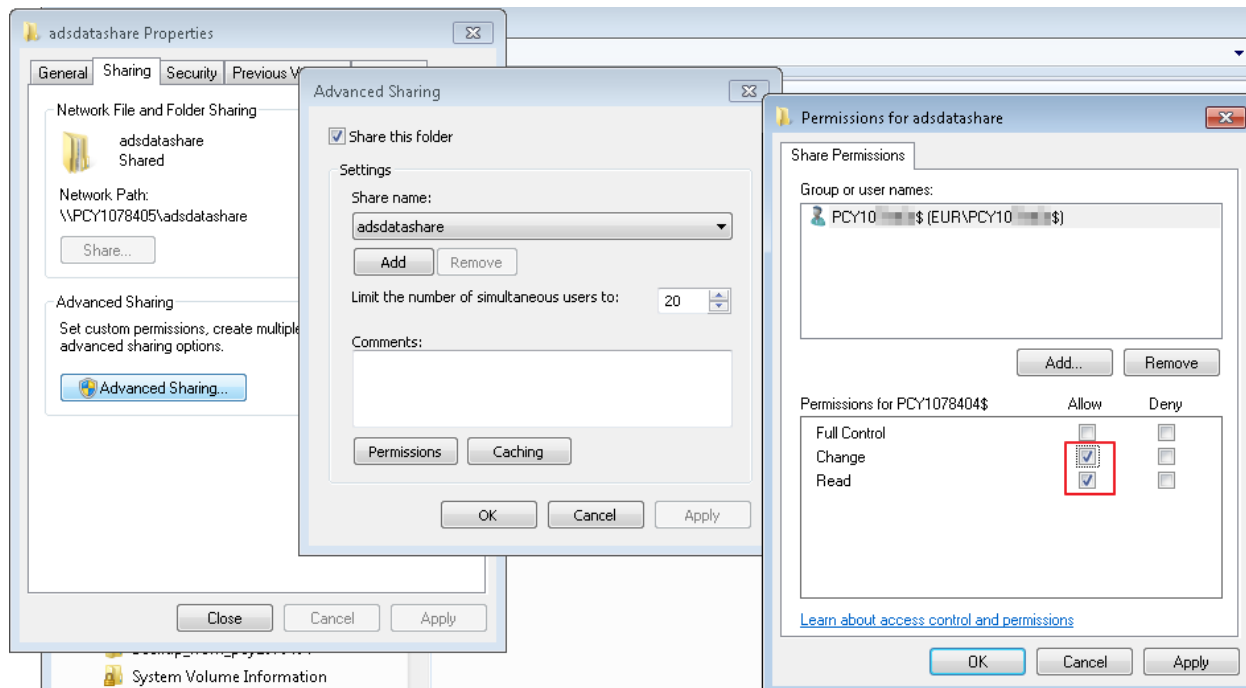 adsdatashare Properties
General
Sharing
Security
Previous
Network File and Folder Sharing
adsdatashare
Shared
Network Path:
\\PCY1078405\adsdatashare
Share...
Advanced Sharing
Set custom permissions, create multiple
advanced sharing options.
Advanced Sharing...
Close
Cancel
Apply
System Volume Information
Advanced Sharing
Share this folder
Settings
Share name:
adsdatashare
Add
Remove
Limit the number of simultaneous users to:
20
Comments:
Permissions
Caching
OK
Cancel
Apply
Permissions for adsdatashare
Share Permissions
Group or user names:
PCY10 $ (EUR\PCY10 $)
Add...
Remove
Permissions for PCY1078404$
Allow
Deny
Full Control
Change
Read
Learn about access control and permissions
OK
Cancel
Apply